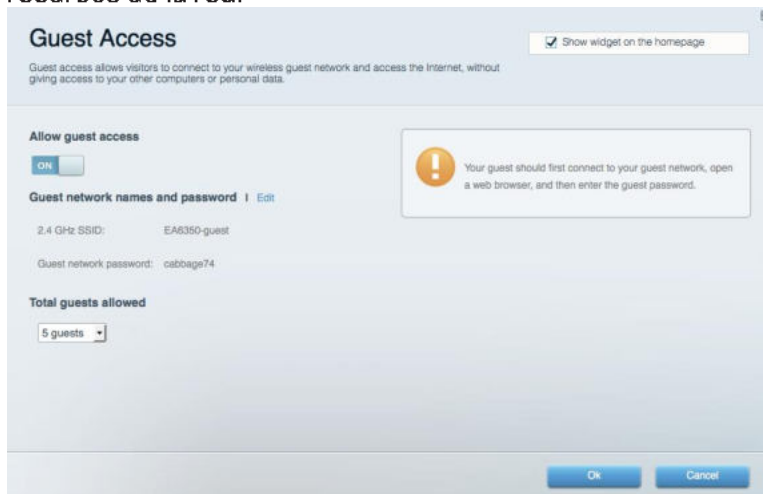 Guest Access
Show widget on the homepage
Guest access allows visitors to connect to your wireless guest network and access the Internet, without
giving access to your other computers or personal data.
Allow guest access
ON
Your guest should first connect to your guest network, open
a web browser, and then enter the guest password.
Guest network names and password | Edit
2.4 GHz SSID: EA6350-guest
Guest network password: cabbage74
Total guests allowed
5 guests
Ok Cancel